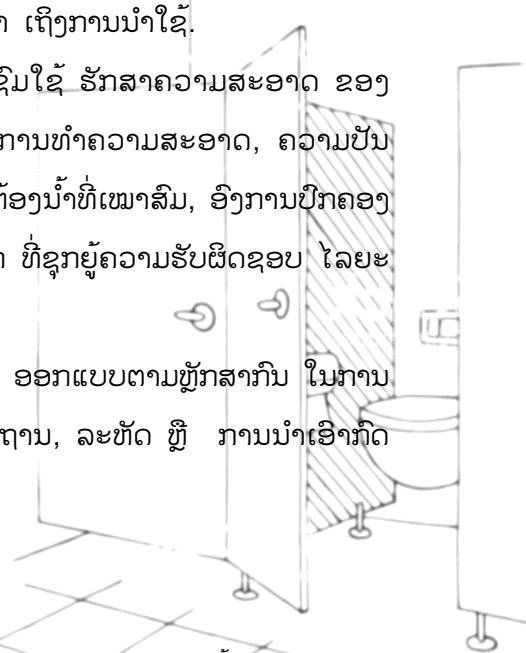 ເຖິງການນຳໃຊ້.
ຊົມໃຊ້ ຮັກສາຄວາມສະອາດ ຂອງ
ການທຳຄວາມສະອາດ, ຄວາມປັນ
ຫ້ອງນ້ຳທີ່ເໝາສົມ, ອົງການປົກຄອງ
ທີ່ຊຸກຍູ້ຄວາມຮັບຜິດຊອບ ໄລຍະ
ອອກແບບຕາມຫຼັກສາກົນ ໃນການ
ຖານ, ລະຫັດ ຫຼື ການນຳເອົາກົດ